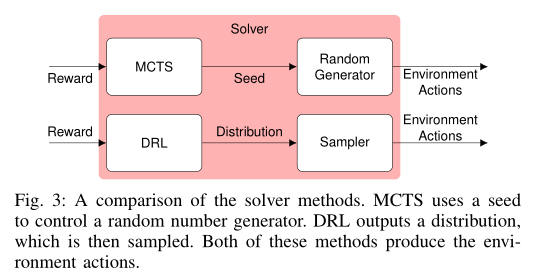 Solver
MCTS
Random
Generator
Reward
Seed
Environment
Actions
DRL
Sampler
Reward
Distribution
Environment
Actions
Fig. 3: A comparison of the solver methods. MCTS uses a seed
to control a random number generator. DRL outputs a distribution,
which is then sampled. Both of these methods produce the envi-
ronment actions.